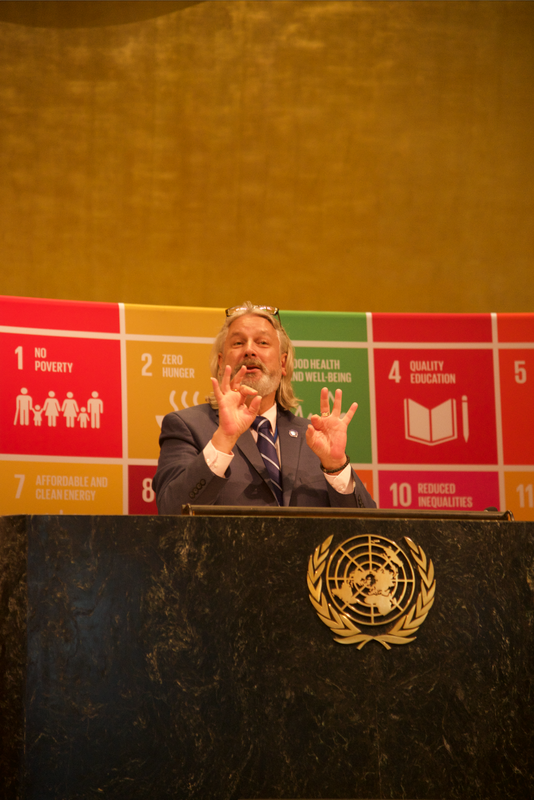 1 NO
POVERTY
2 ZERO
HUNGER
OOD HEALTH
ND WELL-BEING
4 QUALITY
EDUCATION
5
7 AFFORDABLE AND
CLEAN ENERGY
8
10 REDUCED
INEQUALITIES
11